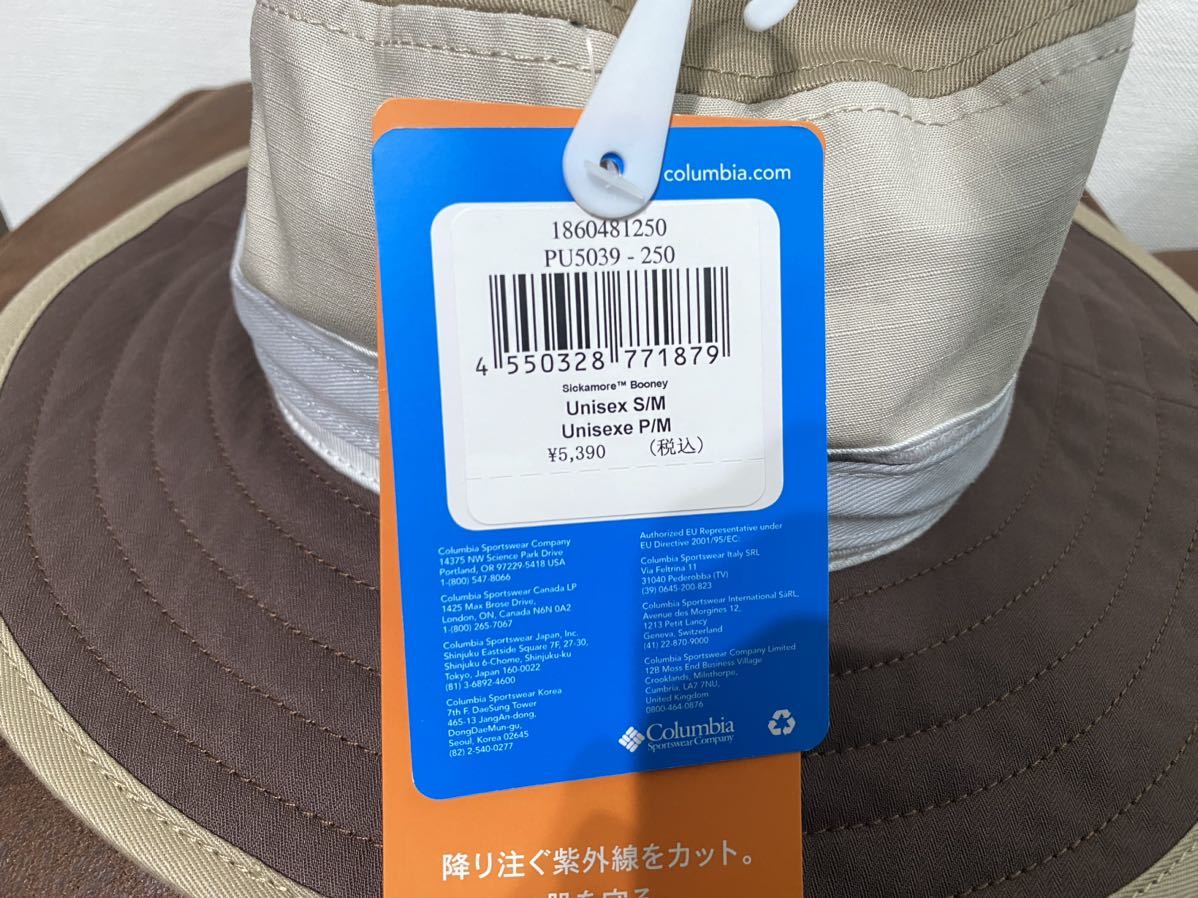 columbia.com
1860481250
PU5039 - 250
4 550328 771879
Sickamore™ Booney
Unisex S/M
Unisexe P/M
¥5,390 (税込)
Columbia Sportswear Company
14375 NW Science Park Drive
Portland, OR 97229-5418 USA
1-(800) 547-8066
Columbia Sportswear Canada LP
1425 Max Brose Drive,
London, ON, Canada N6N 0A2
1-(800) 265-7067
Columbia Sportswear Japan, Inc.
Shinjuku Eastside Square 7F, 27-30,
Shinjuku 6-Chome, Shinjuku-ku
Tokyo, Japan 160-0022
(81) 3-6892-4600
Columbia Sportswear Korea
7th F. DaeSung Tower
465-13 JangAn-dong,
DongDaeMun-gu,
Seoul, Korea 02645
(82) 2-540-0277
Authorized EU Representative under
EU Directive 2001/95/EC:
Columbia Sportswear Italy SRL
Via Feltrina 11
31040 Pederobba (TV)
(39) 0645-200-823
Columbia Sportswear International SàRL,
Avenue des Morgines 12,
1213 Petit Lancy
Geneva, Switzerland
(41) 22-870-9000
Columbia Sportswear Company Limited
12B Moss End Business Village
Crooklands, Milnthorpe,
Cumbria, LA7 7NU,
United Kingdom
0800-464-0876
Columbia
Sportswear Company
降り注ぐ紫外線をカット。
肌を守る